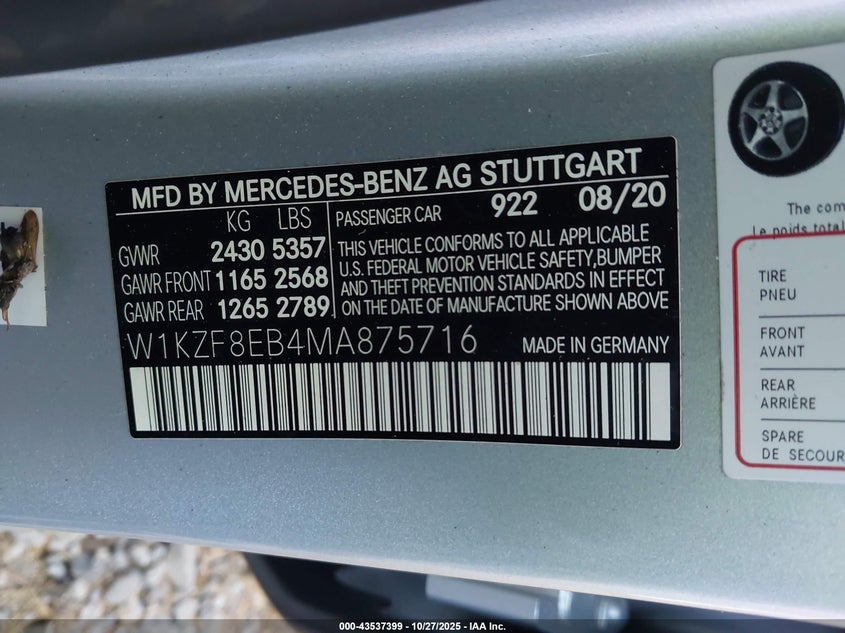 MFD BY MERCEDES-BENZ AG STUTTGART
KG LBS
GVWR 2430 5357
GAWR FRONT 1165 2568
GAWR REAR 1265 2789
PASSENGER CAR 922 08/20
THIS VEHICLE CONFORMS TO ALL APPLICABLE
U.S. FEDERAL MOTOR VEHICLE SAFETY,BUMPER
AND THEFT PREVENTION STANDARDS IN EFFECT
ON THE DATE OF MANUFACTURE SHOWN ABOVE
W1KZF8EB4MA875716 MADE IN GERMANY
The com
Le poids total
TIRE
PNEU
FRONT
AVANT
REAR
ARRIÈRE
SPARE
DE SECOUR
000-43537399 - 10/27/2025 - IAA Inc.